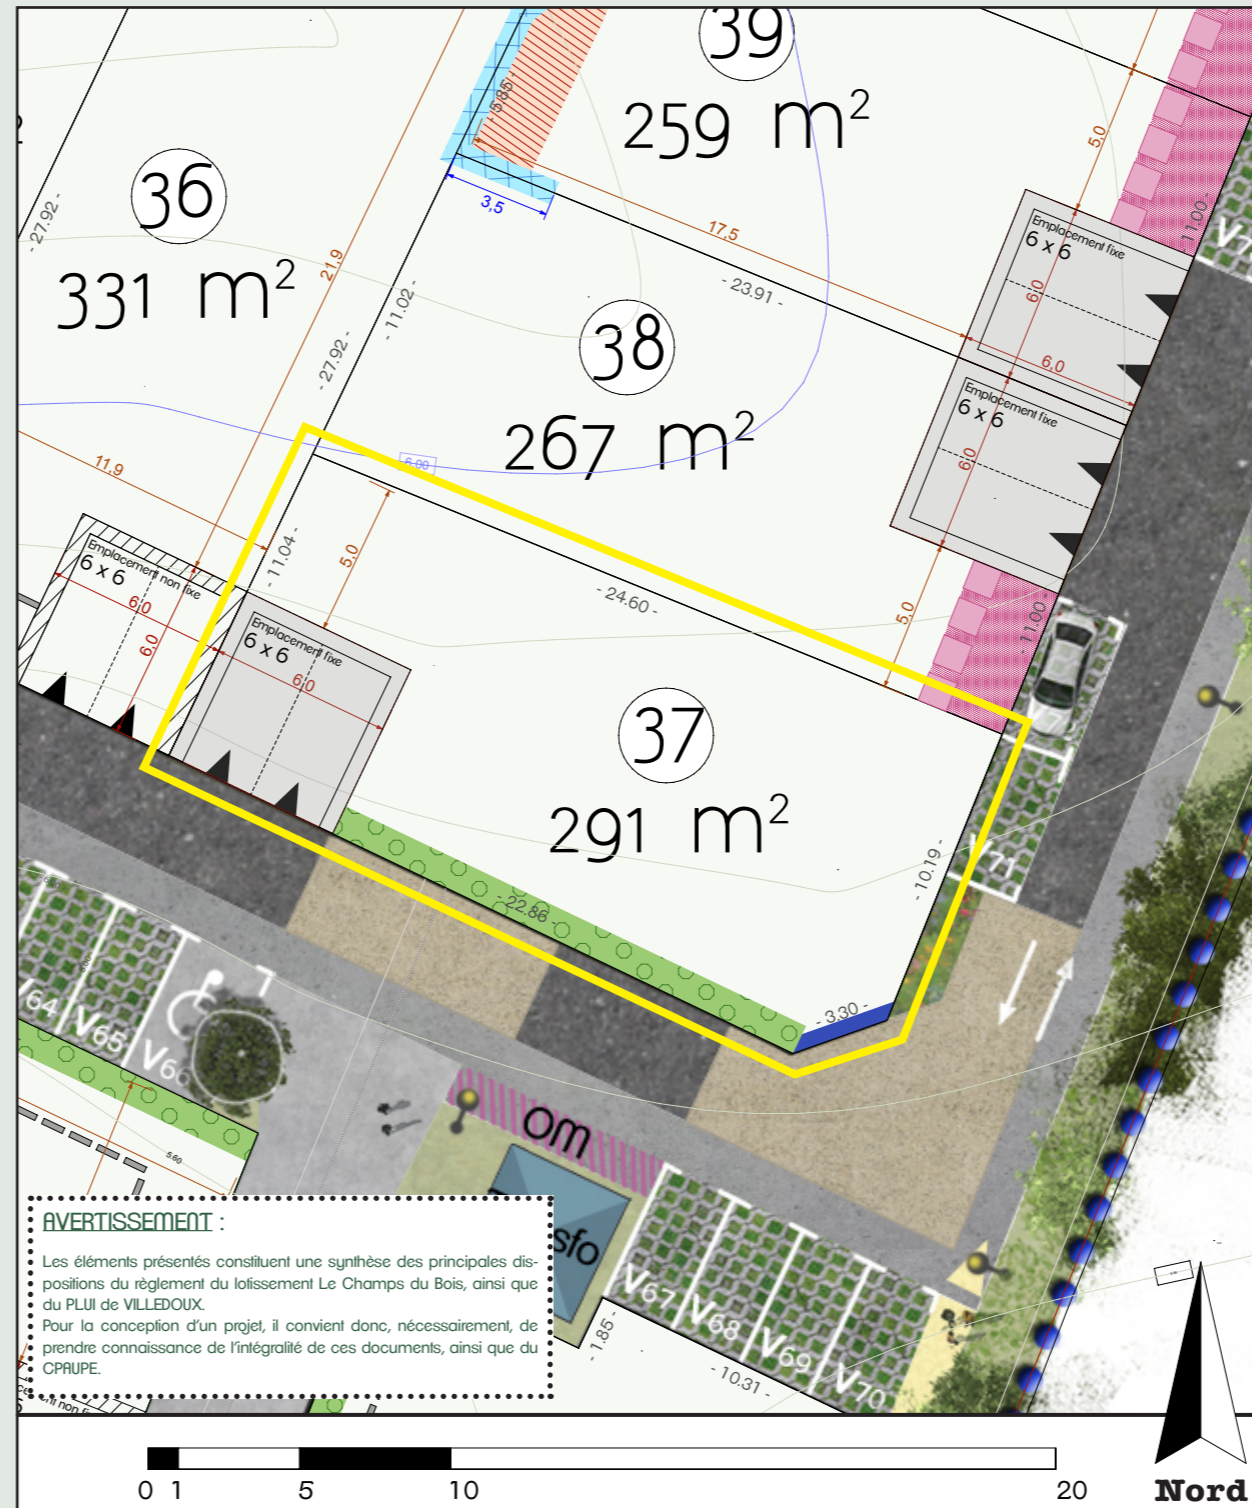 39
259 m²
5,85
3,5
17,5
5,0
- 11.00 -
36
331 m²
- 27.92 -
21,9
- 11.02 -
- 27.92 -
- 23.91 -
Emplacement fixe
6 x 6
6,0
6,0
38
267 m²
Emplacement fixe
6 x 6
6,0
6.00
11,9
- 11.04 -
5,0
- 24.60 -
5,0
- 11.00 -
Emplacement non fixe
6 x 6
6,0
6,0
Emplacement fixe
6 x 6
6,0
37
291 m²
- 10.19 -
V71
- 22.86 -
- 3.30 -
V64
V65
V66
OM
sfo
V67
V68
V69
V70
- 1.85 -
- 10.31 -
5.60
AVERTISSEMENT :
Les éléments présentés constituent une synthèse des principales dis-
positions du règlement du lotissement Le Champs du Bois, ainsi que
du PLUI de VILLEDOUX.
Pour la conception d'un projet, il convient donc, nécessairement, de
prendre connaissance de l'intégralité de ces documents, ainsi que du
CPAUPE.
0 1 5 10 20
Nord